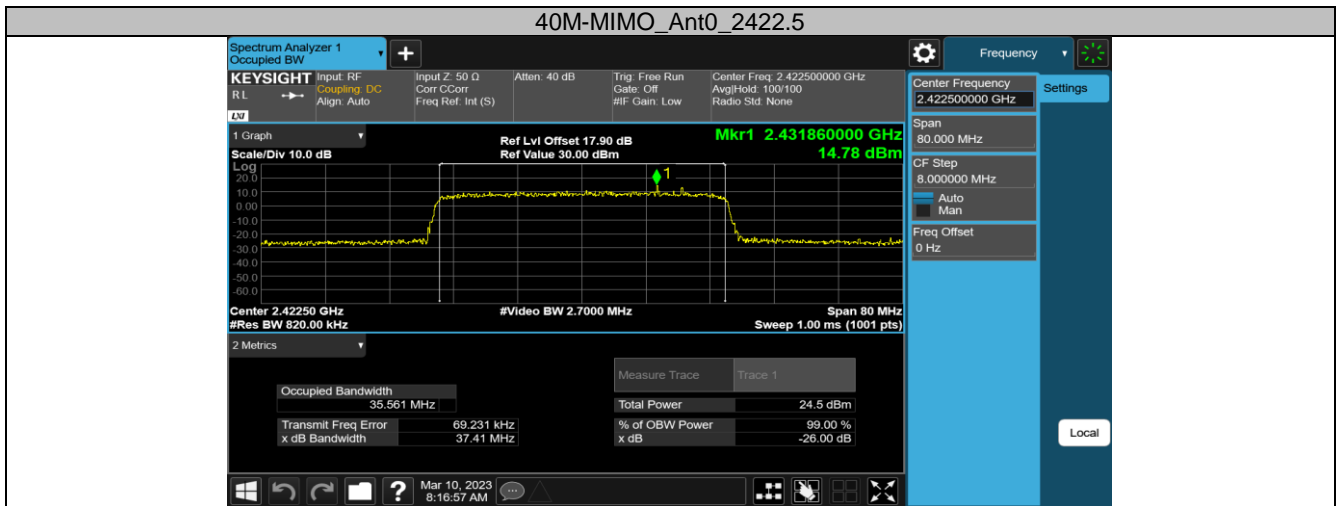 40M-MIMO_Ant0_2422.5
Spectrum Analyzer 1
Occupied BW
Frequency
KEYSIGHT
RL
LXI
Input: RF
Coupling: DC
Align: Auto
Input Z: 50 Ω
Corr CCorr
Freq Ref: Int (S)
Atten: 40 dB
Trig: Free Run
Gate: Off
#IF Gain: Low
Center Freq: 2.422500000 GHz
Avg|Hold: 100/100
Radio Std: None
Center Frequency
2.422500000 GHz
Settings
Span
80.000 MHz
CF Step
8.000000 MHz
Auto
Man
Freq Offset
0 Hz
1 Graph
Scale/Div 10.0 dB
Ref Lvl Offset 17.90 dB
Ref Value 30.00 dBm
Mkr1 2.431860000 GHz
14.78 dBm
Log
20.0
10.0
0.00
-10.0
-20.0
-30.0
-40.0
-50.0
-60.0
1
Center 2.42250 GHz
#Res BW 820.00 kHz
#Video BW 2.7000 MHz
Span 80 MHz
Sweep 1.00 ms (1001 pts)
2 Metrics
Measure Trace Trace 1
Occupied Bandwidth
35.561 MHz
Total Power 24.5 dBm
Transmit Freq Error 69.231 kHz
% of OBW Power 99.00 %
x dB Bandwidth 37.41 MHz
x dB -26.00 dB
Local
?
Mar 10, 2023
8:16:57 AM